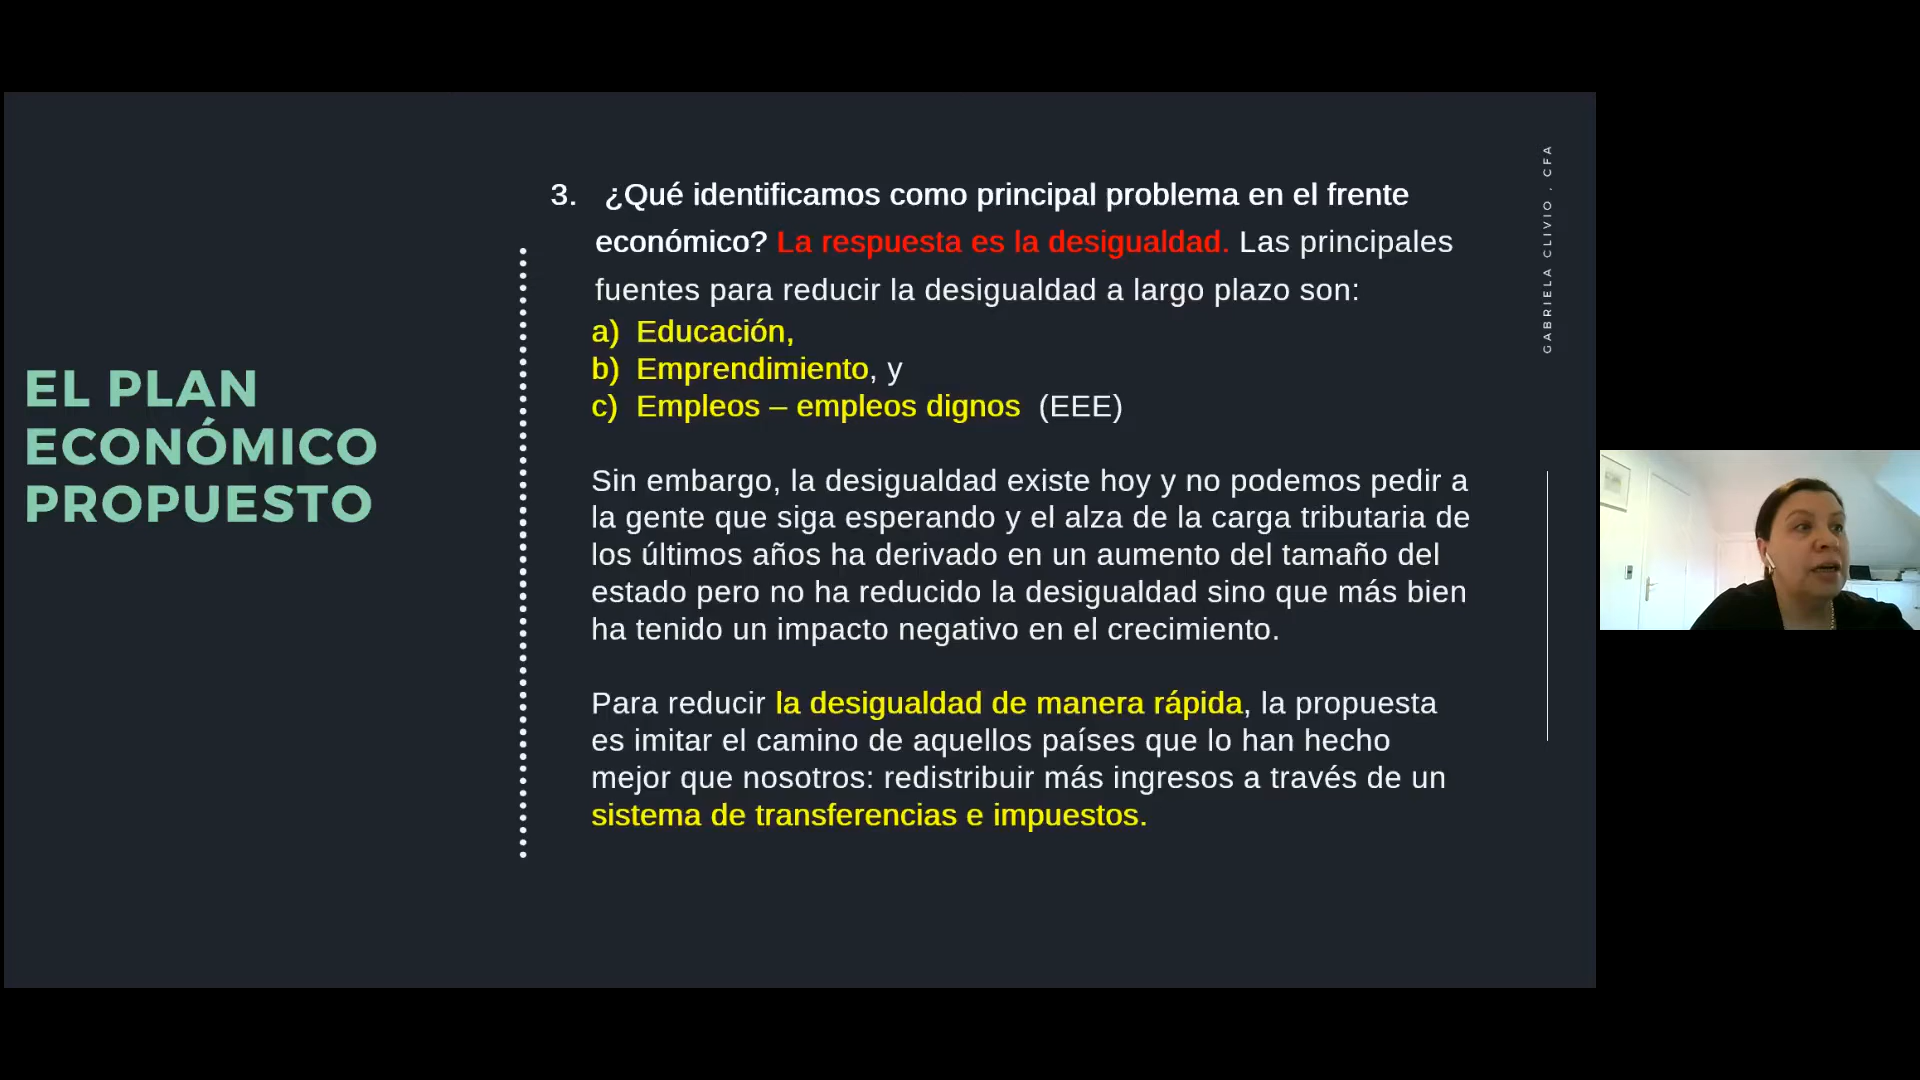 EL PLAN
ECONÓMICO
PROPUESTO
3. ¿Qué identificamos como principal problema en el frente
económico? La respuesta es la desigualdad. Las principales
fuentes para reducir la desigualdad a largo plazo son:
a) Educación,
b) Emprendimiento, y
c) Empleos – empleos dignos (EEE)
Sin embargo, la desigualdad existe hoy y no podemos pedir a
la gente que siga esperando y el alza de la carga tributaria de
los últimos años ha derivado en un aumento del tamaño del
estado pero no ha reducido la desigualdad sino que más bien
ha tenido un impacto negativo en el crecimiento.
Para reducir la desigualdad de manera rápida, la propuesta
es imitar el camino de aquellos países que lo han hecho
mejor que nosotros: redistribuir más ingresos a través de un
sistema de transferencias e impuestos.
GABRIELA CLIVIO . CFA